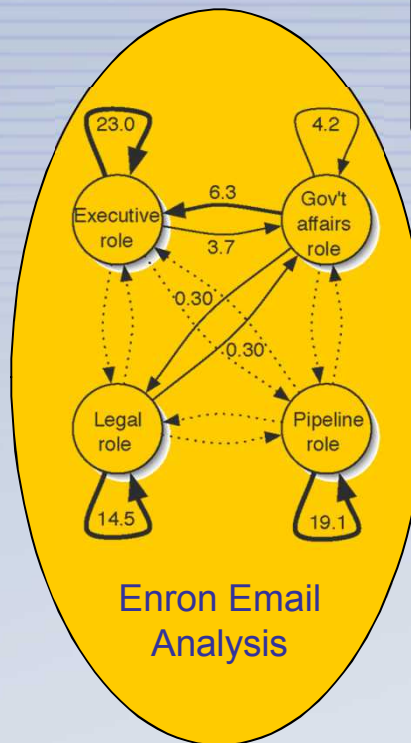 23.0
4.2
6.3
Executive
role
Gov't
affairs
role
3.7
0.30
0.30
Legal
role
Pipeline
role
14.5
19.1
Enron Email
Analysis